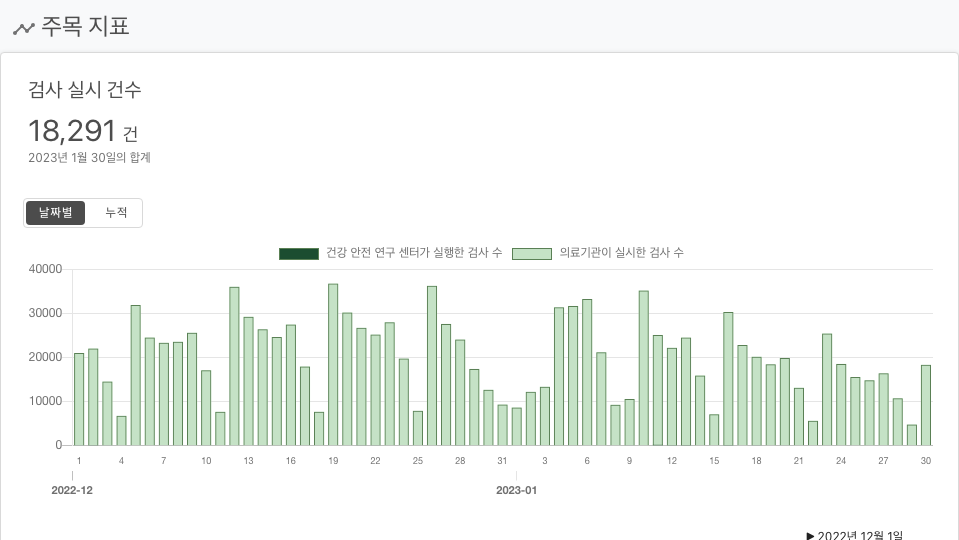 주목 지표
검사 실시 건수
18,291 건
2023년 1월 30일의 합계
날짜별 누적
건강 안전 연구 센터가 실행한 검사 수 의료기관이 실시한 검사 수
40000
30000
20000
10000
0
1 4 7 10 13 16 19 22 25 28 31 3 6 9 12 15 18 21 24 27 30
2022-12 2023-01
▶ 2022년 12월 1일